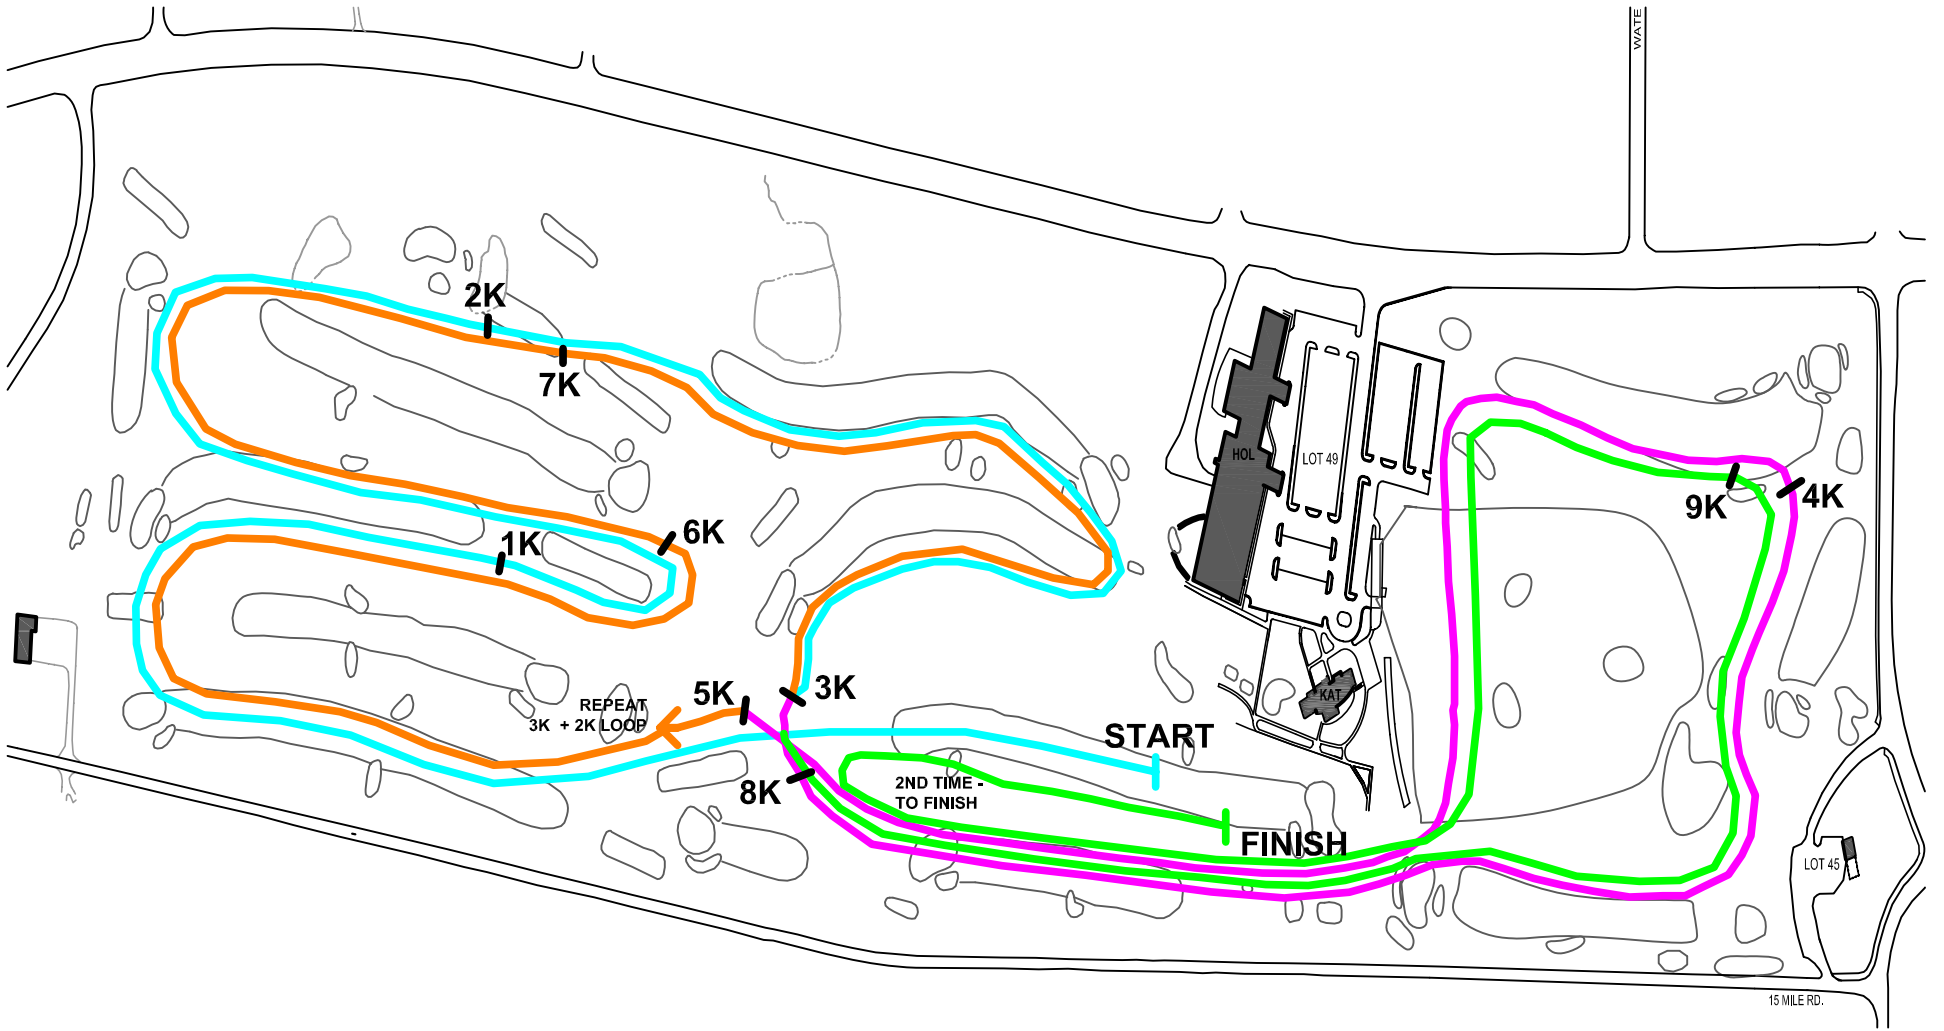 WATE
2K
7K
HOL
LOT 49
9K
4K
1K
6K
5K
3K
REPEAT
3K + 2K LOOP
KAT
START
8K
2ND TIME -
TO FINISH
FINISH
LOT 45
15 MILE RD.